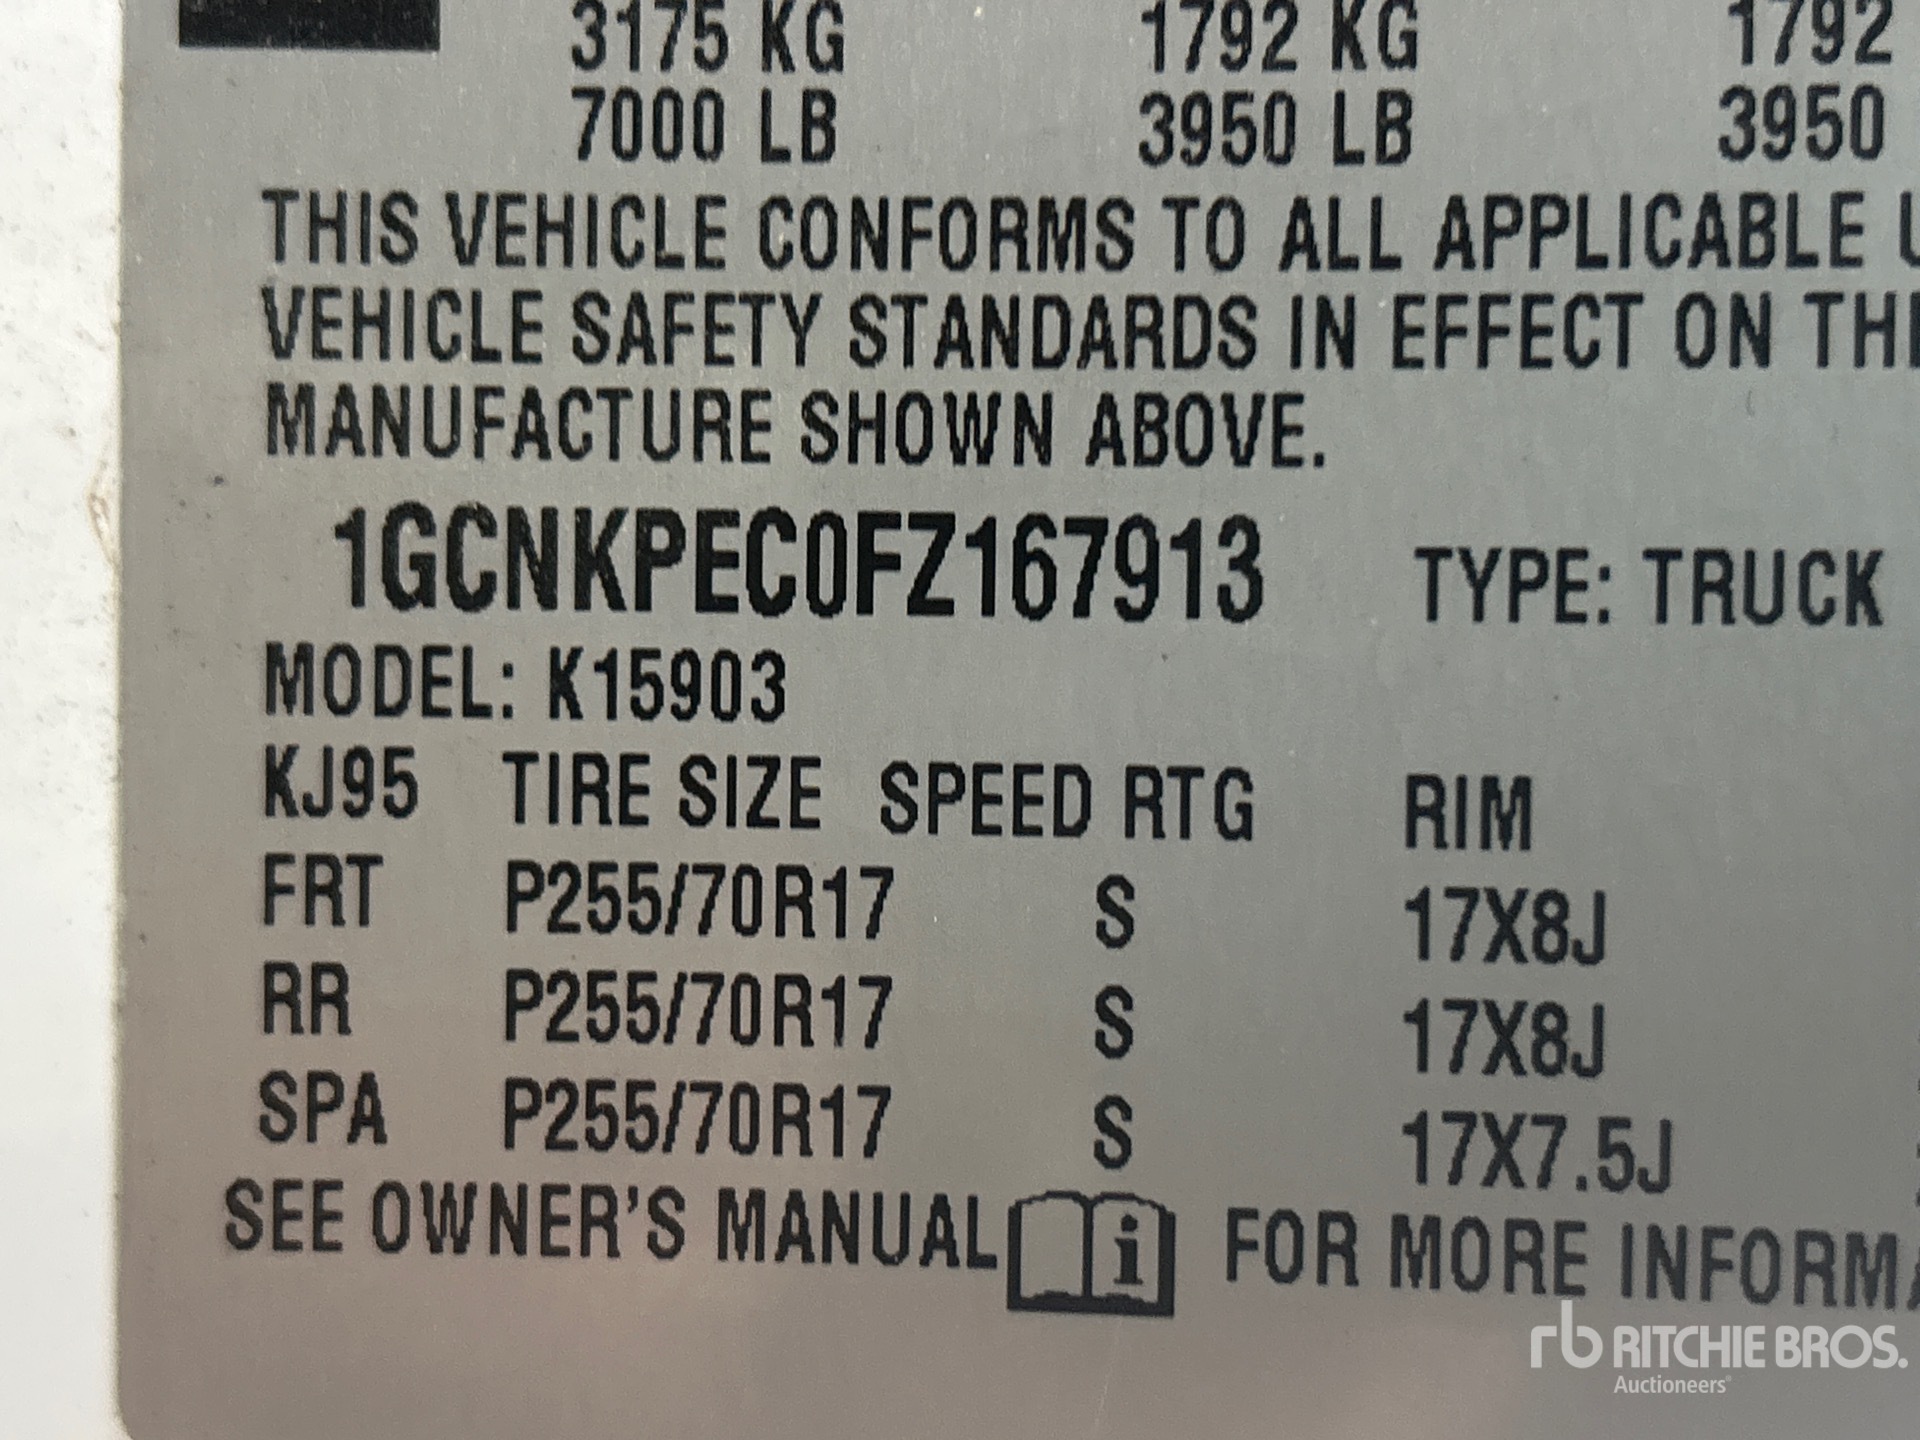 3175 KG 1792 KG 1792
7000 LB 3950 LB 3950
THIS VEHICLE CONFORMS TO ALL APPLICABLE U
VEHICLE SAFETY STANDARDS IN EFFECT ON THE
MANUFACTURE SHOWN ABOVE.
1GCNKPEC0FZ167913 TYPE: TRUCK
MODEL: K15903
KJ95 TIRE SIZE SPEED RTG RIM
FRT P255/70R17 S 17X8J
RR P255/70R17 S 17X8J
SPA P255/70R17 S 17X7.5J
SEE OWNER'S MANUAL i FOR MORE INFORMA
rb RITCHIE BROS.
Auctioneers